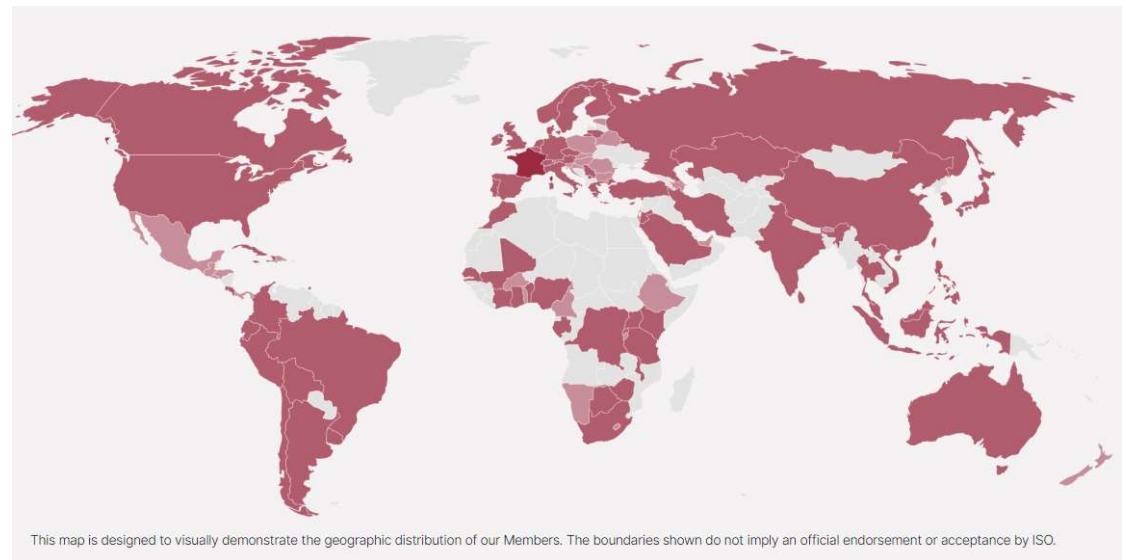 This map is designed to visually demonstrate the geographic distribution of our Members. The boundaries shown do not imply an official endorsement or acceptance by ISO.